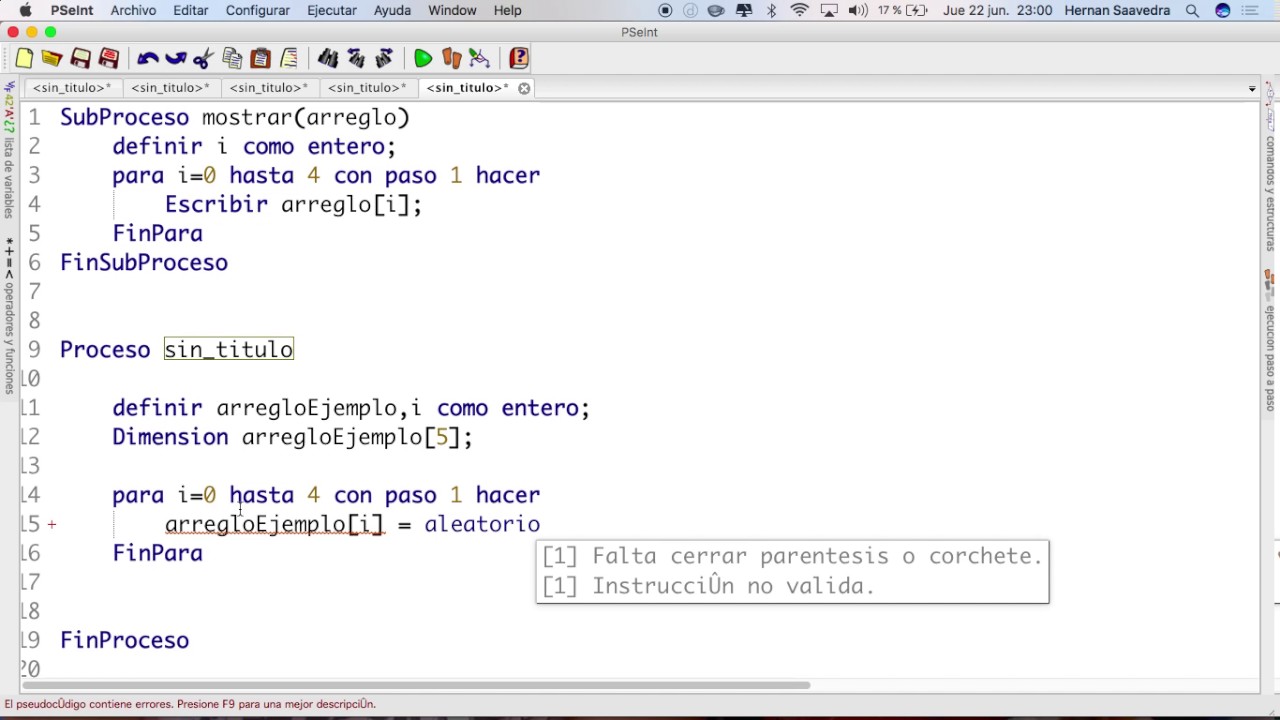 PSeInt Archivo Editar Configurar Ejecutar Ayuda Window Help 17 % Jue 22 jun. 23:00 Hernan Saavedra
PSeInt
<sin_titulo>* <sin_titulo>* <sin_titulo>* <sin_titulo>* <sin_titulo>*
lista de variables
operadores y funciones
1 SubProceso mostrar(arreglo)
2 definir i como entero;
3 para i=0 hasta 4 con paso 1 hacer
4 Escribir arreglo[i];
5 FinPara
6 FinSubProceso
7
8
9 Proceso sin_titulo
10
11 definir arregloEjemplo,i como entero;
12 Dimension arregloEjemplo[5];
13
14 para i=0 hasta 4 con paso 1 hacer
15 + arregloEjemplo[i] = aleatorio
16 FinPara
17
18
19 FinProceso
20
[1] Falta cerrar parentesis o corchete.
[1] InstrucciÛn no valida.
comandos y estructuras
ejecucion paso a paso
El pseudocÛdigo contiene errores. Presione F9 para una mejor descripciÛn.